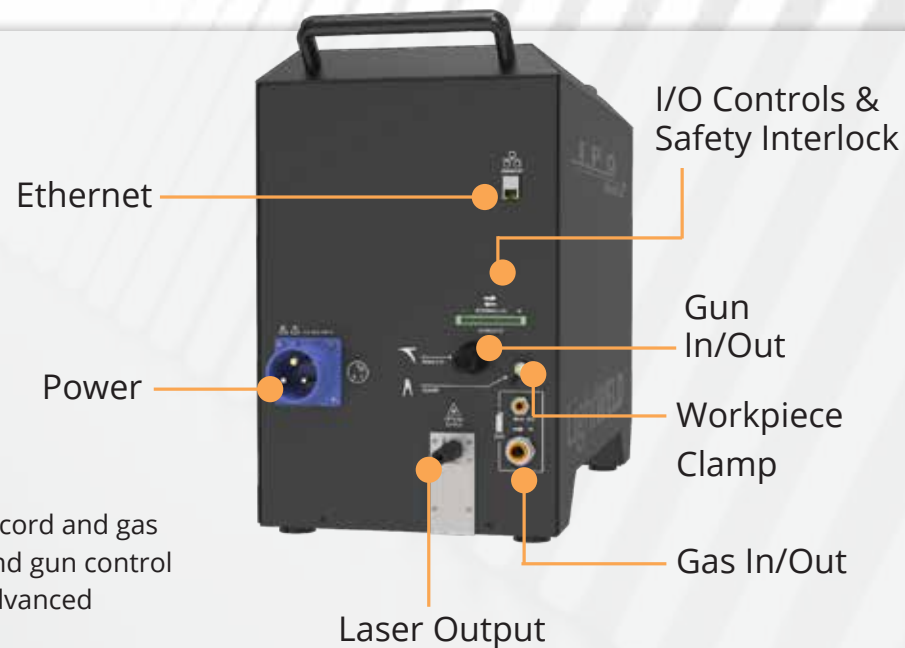 I/O Controls &
Safety Interlock
Ethernet
Gun
In/Out
Power
Workpiece
Clamp
cord and gas
nd gun control
dvanced
Gas In/Out
Laser Output